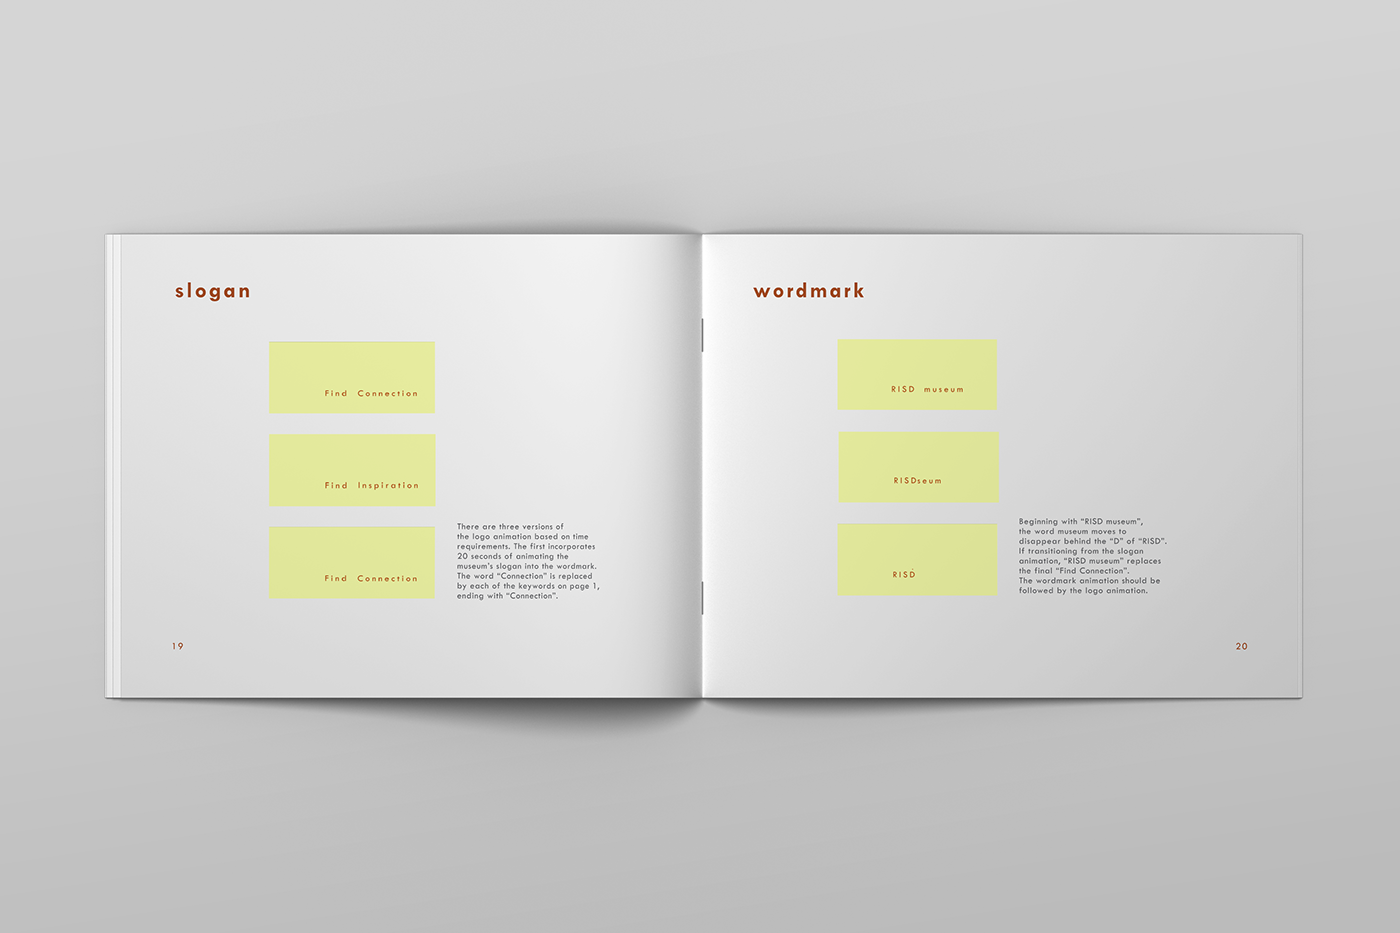 slogan
Find Connection
Find Inspiration
Find Connection
There are three versions of
the logo animation based on time
requirements. The first incorporates
20 seconds of animating the
museum's slogan into the wordmark.
The word “Connection” is replaced
by each of the keywords on page 1,
ending with “Connection”.
19
wordmark
RISD museum
RISDseum
RISD
Beginning with “RISD museum”,
the word museum moves to
disappear behind the “D” of “RISD”.
If transitioning from the slogan
animation, “RISD museum” replaces
the final “Find Connection”.
The wordmark animation should be
followed by the logo animation.
20